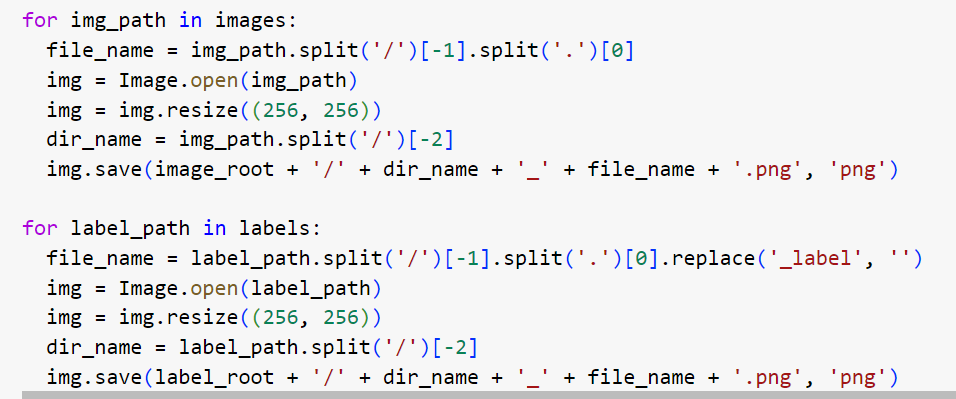 for img_path in images:
  file_name = img_path.split('/')[-1].split('.')[0]
  img = Image.open(img_path)
  img = img.resize((256, 256))
  dir_name = img_path.split('/')[-2]
  img.save(image_root + '/' + dir_name + '_' + file_name + '.png', 'png')

for label_path in labels:
  file_name = label_path.split('/')[-1].split('.')[0].replace('_label', '')
  img = Image.open(label_path)
  img = img.resize((256, 256))
  dir_name = label_path.split('/')[-2]
  img.save(label_root + '/' + dir_name + '_' + file_name + '.png', 'png')